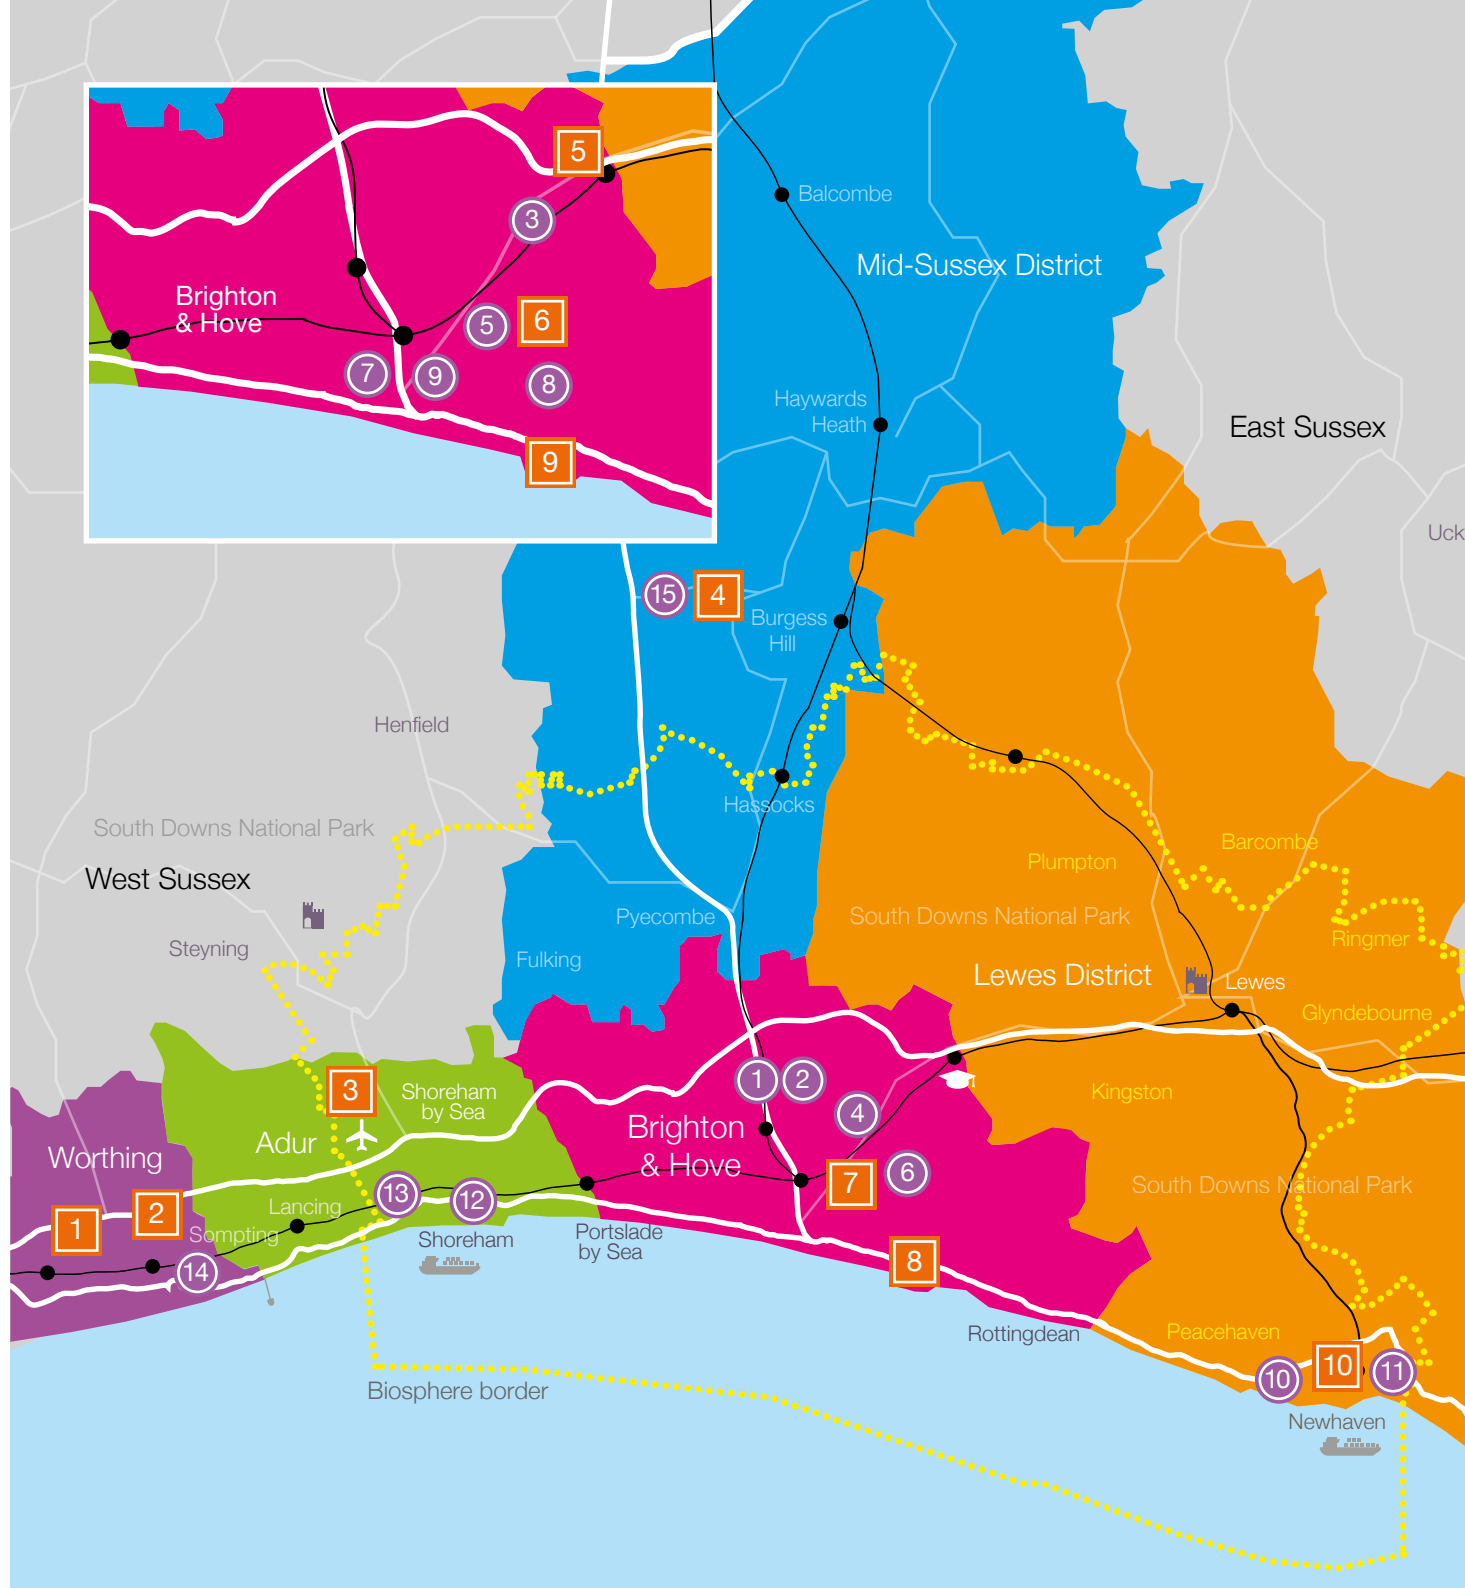 5
3
Brighton
& Hove
5
6
7
9
8
9
Balcombe
Mid-Sussex District
Haywards
Heath
East Sussex
Uck
15
4
Burgess
Hill
Henfield
Hassocks
South Downs National Park
West Sussex
Plumpton
Barcombe
Pyecombe
South Downs National Park
Steyning
Fulking
Ringmer
Lewes District
Lewes
Glyndebourne
3
Shoreham
by Sea
1
2
Kingston
4
Worthing
Adur
Brighton
& Hove
6
7
South Downs National Park
13
12
Lancing
1
2
Sompting
Shoreham
Portslade
by Sea
14
8
Rottingdean
Peacehaven
10
10
11
Biosphere border
Newhaven